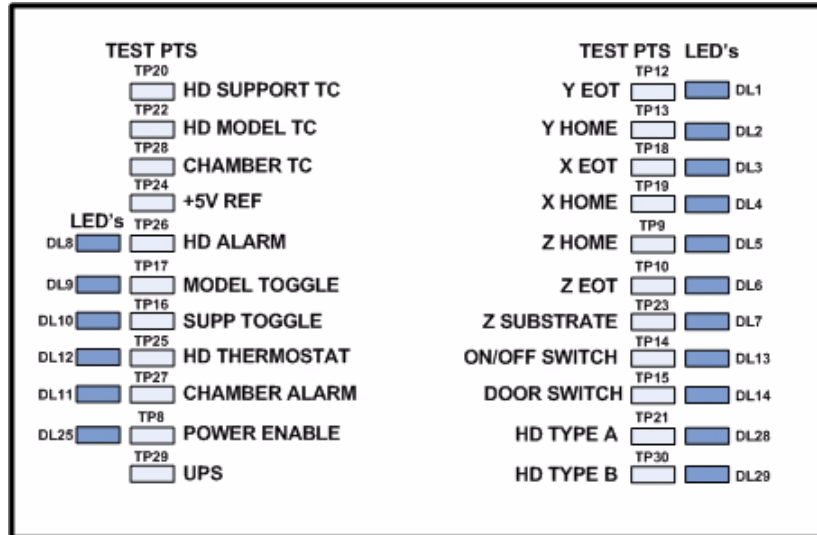 TEST PTS
TP20
HD SUPPORT TC
TP22
HD MODEL TC
TP28
CHAMBER TC
TP24
+5V REF
LED's
TP26
DL8 HD ALARM
TP17
DL9 MODEL TOGGLE
TP16
DL10 SUPP TOGGLE
TP25
DL12 HD THERMOSTAT
TP27
DL11 CHAMBER ALARM
TP8
DL25 POWER ENABLE
TP29
UPS
TEST PTS LED's
TP12
Y EOT DL1
TP13
Y HOME DL2
TP18
X EOT DL3
TP19
X HOME DL4
TP9
Z HOME DL5
TP10
Z EOT DL6
TP23
Z SUBSTRATE DL7
TP14
ON/OFF SWITCH DL13
TP15
DOOR SWITCH DL14
TP21
HD TYPE A DL28
TP30
HD TYPE B DL29